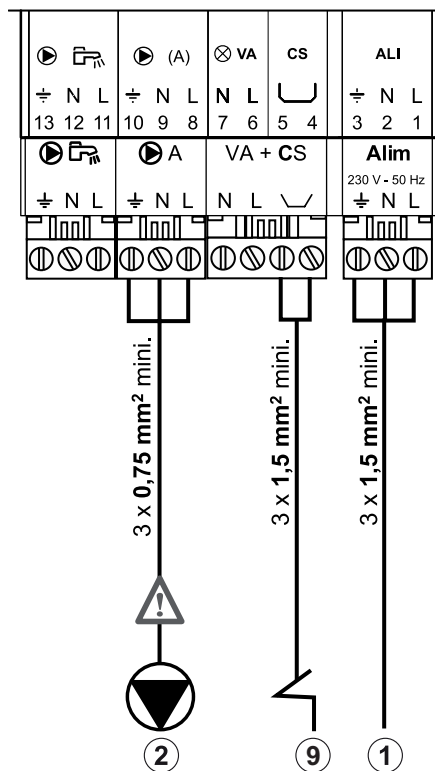 (A) VA CS ALI
N L N L N L N L
13 12 11 10 9 8 7 6 5 4 3 2 1
A VA + CS Alim
230 V - 50 Hz
N L N L N L N L
3 x 0,75 mm² mini.
3 x 1,5 mm² mini.
3 x 1,5 mm² mini.
2 9 1